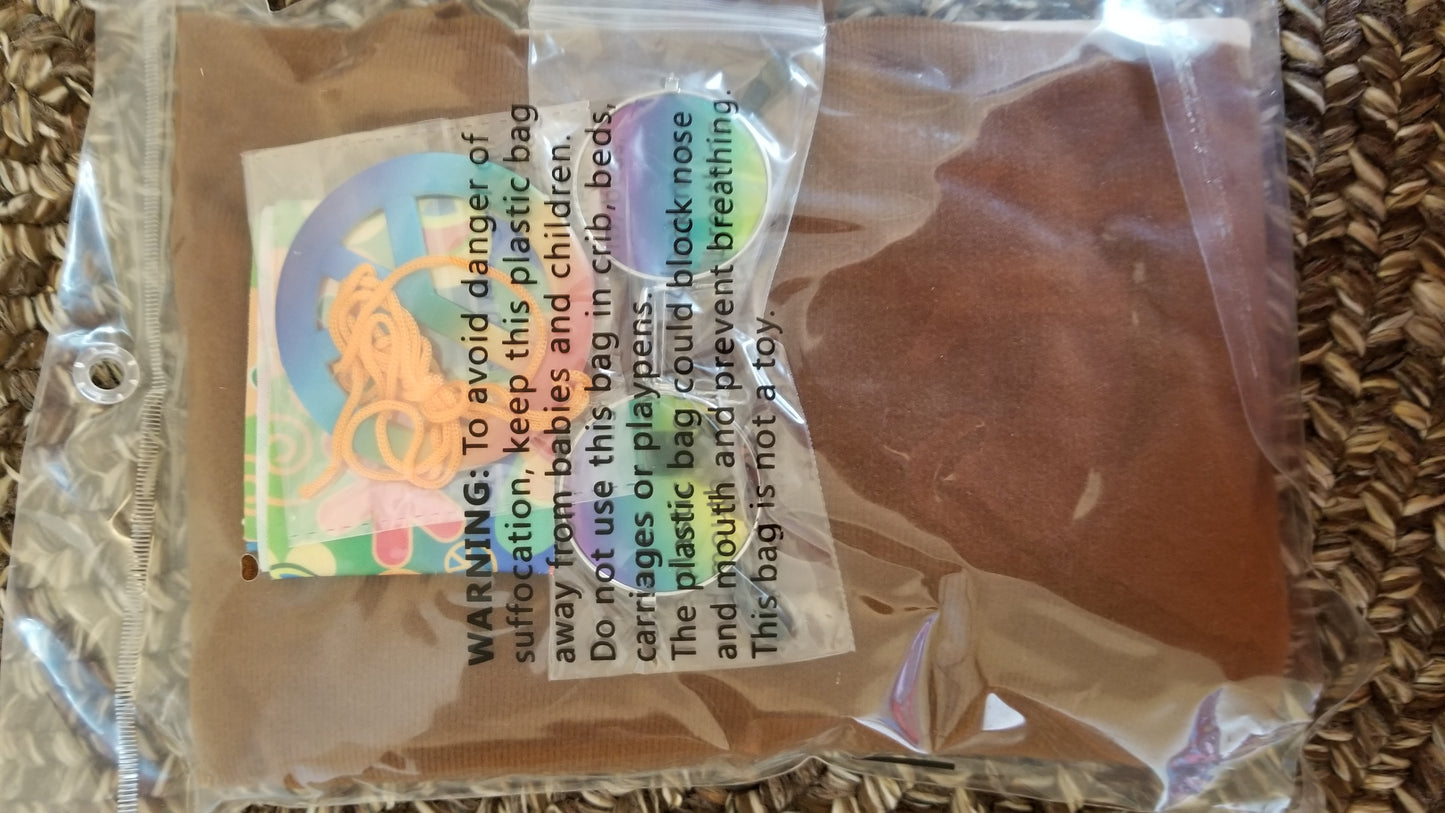 WARNING: To avoid danger of
suffocation, keep this plastic bag
away from babies and children.
Do not use this bag in crib, beds,
carriages or playpens.
The plastic bag could block nose
and mouth and prevent breathing.
This bag is not a toy.